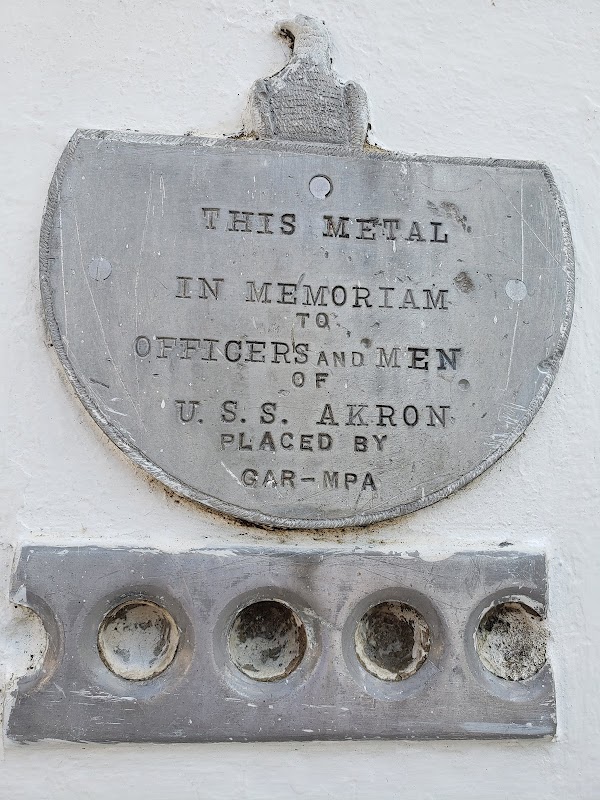 THIS METAL
IN MEMORIAM
TO
OFFICERS AND MEN
OF
U.S.S. AKRON
PLACED BY
GAR-MPA